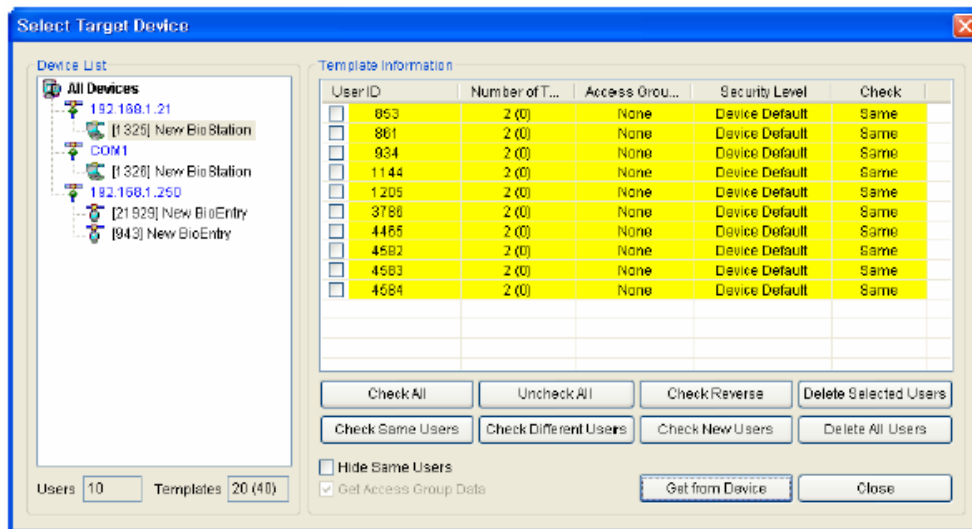 Select Target Device
Device List
All Devices
192.168.1.21
[1325] New BioStation
COM1
[1326] New BioStation
192.168.1.250
[21929] New BioEntry
[943] New BioEntry
Users 10 Templates 20 (40)
Template Information
User ID Number of T... Access Grou... Security Level Check
853 2 (0) None Device Default Same
861 2 (0) None Device Default Same
934 2 (0) None Device Default Same
1144 2 (0) None Device Default Same
1205 2 (0) None Device Default Same
3786 2 (0) None Device Default Same
4465 2 (0) None Device Default Same
4582 2 (0) None Device Default Same
4583 2 (0) None Device Default Same
4584 2 (0) None Device Default Same
Check All Uncheck All Check Reverse Delete Selected Users
Check Same Users Check Different Users Check New Users Delete All Users
Hide Same Users
Get Access Group Data
Get from Device Close